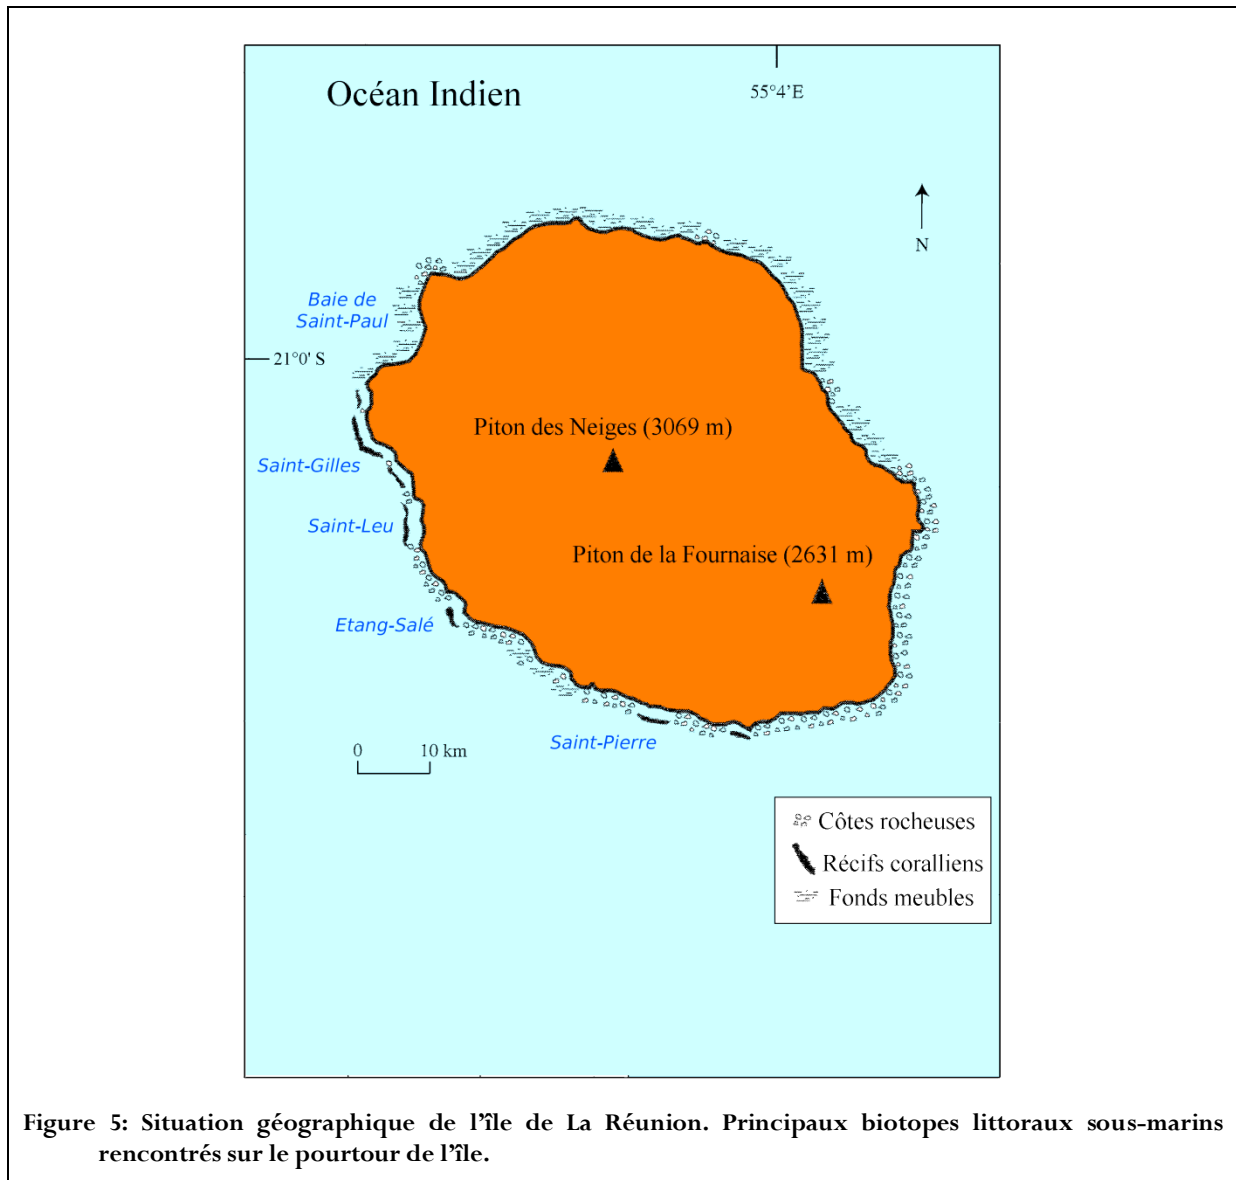 Océan Indien
55°4'E
N
Baie de
Saint-Paul
21°0' S
Piton des Neiges (3069 m)
Saint-Gilles
Saint-Leu
Piton de la Fournaise (2631 m)
Etang-Salé
Saint-Pierre
0 10 km
Côtes rocheuses
Récifs coralliens
Fonds meubles
Figure 5: Situation géographique de l'île de La Réunion. Principaux biotopes littoraux sous-marins
rencontrés sur le pourtour de l'île.